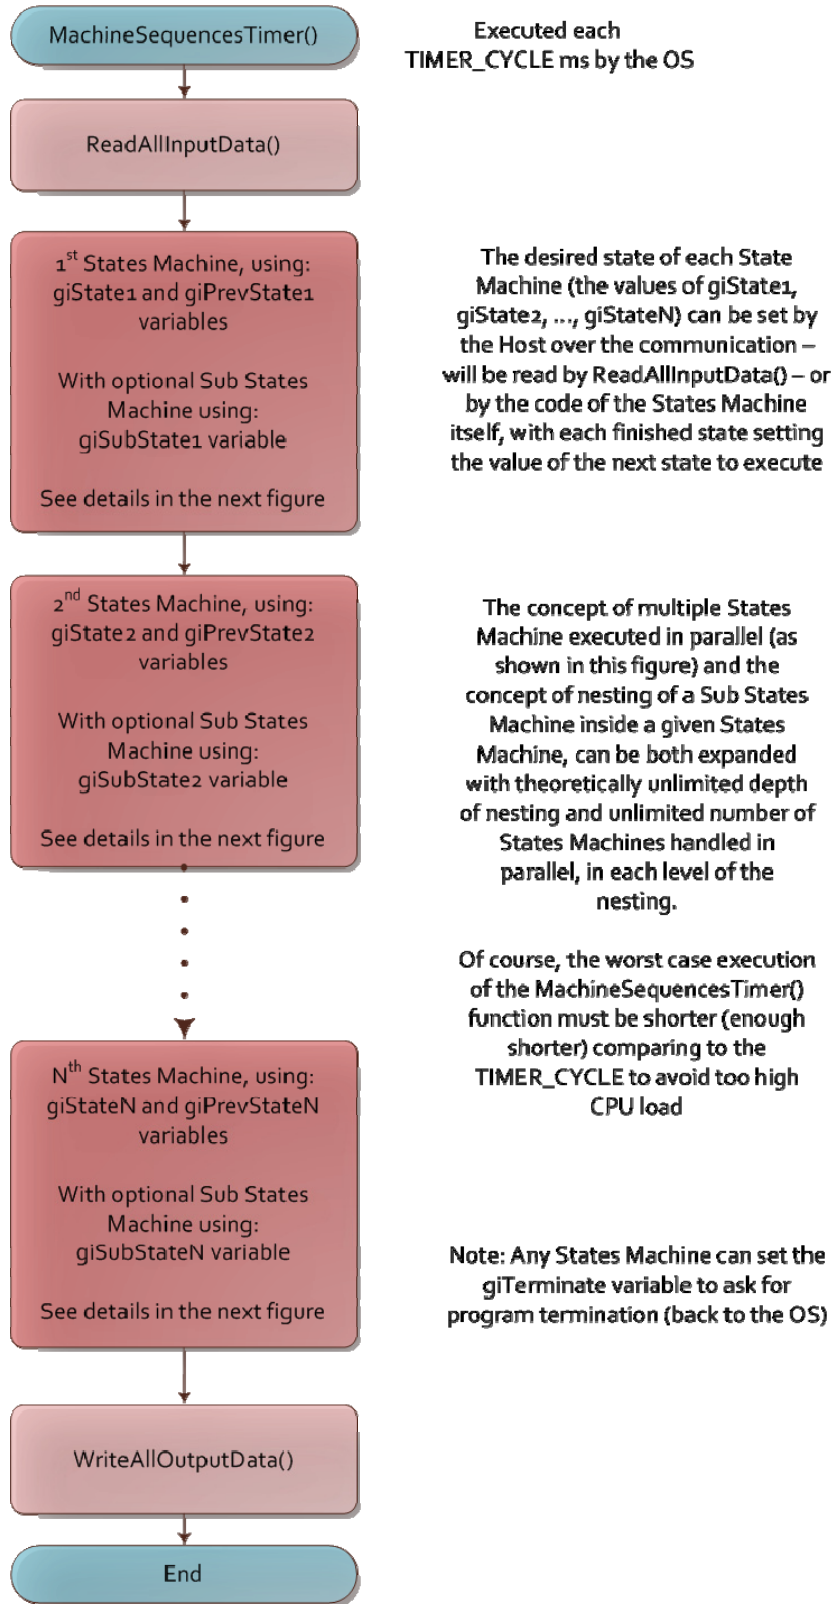 MachineSequencesTimer()
Executed each
TIMER_CYCLE ms by the OS
ReadAllInputData()
1st States Machine, using:
giState1 and giPrevState1
variables
With optional Sub States
Machine using:
giSubState1 variable
See details in the next figure
The desired state of each State
Machine (the values of giState1,
giState2, ..., giStateN) can be set by
the Host over the communication –
will be read by ReadAllInputData() – or
by the code of the States Machine
itself, with each finished state setting
the value of the next state to execute
2nd States Machine, using:
giState2 and giPrevState2
variables
With optional Sub States
Machine using:
giSubState2 variable
See details in the next figure
The concept of multiple States
Machine executed in parallel (as
shown in this figure) and the
concept of nesting of a Sub States
Machine inside a given States
Machine, can be both expanded
with theoretically unlimited depth
of nesting and unlimited number of
States Machines handled in
parallel, in each level of the
nesting.
Of course, the worst case execution
of the MachineSequencesTimer()
function must be shorter (enough
shorter) comparing to the
TIMER_CYCLE to avoid too high
CPU load
Nth States Machine, using:
giStateN and giPrevStateN
variables
With optional Sub States
Machine using:
giSubStateN variable
See details in the next figure
Note: Any States Machine can set the
giTerminate variable to ask for
program termination (back to the OS)
WriteAllOutputData()
End